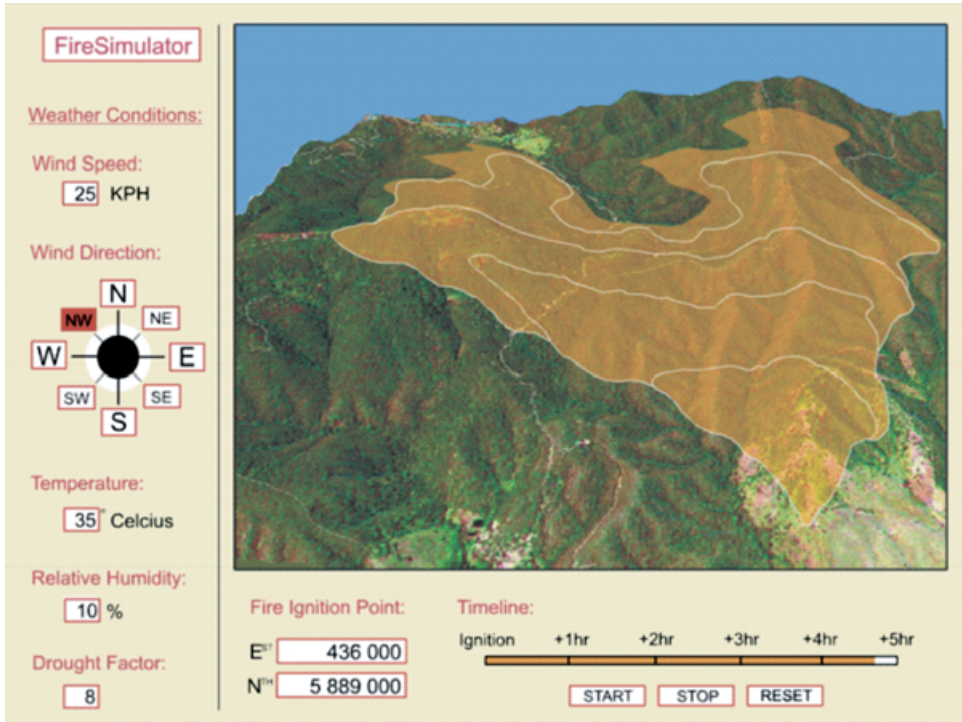 FireSimulator
Weather Conditions:
Wind Speed:
25 KPH
Wind Direction:
N
NW
NE
W
E
SW
SE
S
Temperature:
35° Celcius
Relative Humidity:
10 %
Drought Factor:
8
Fire Ignition Point:
E ST 436 000
N TH 5 889 000
Timeline:
Ignition +1hr +2hr +3hr +4hr +5hr
START STOP RESET